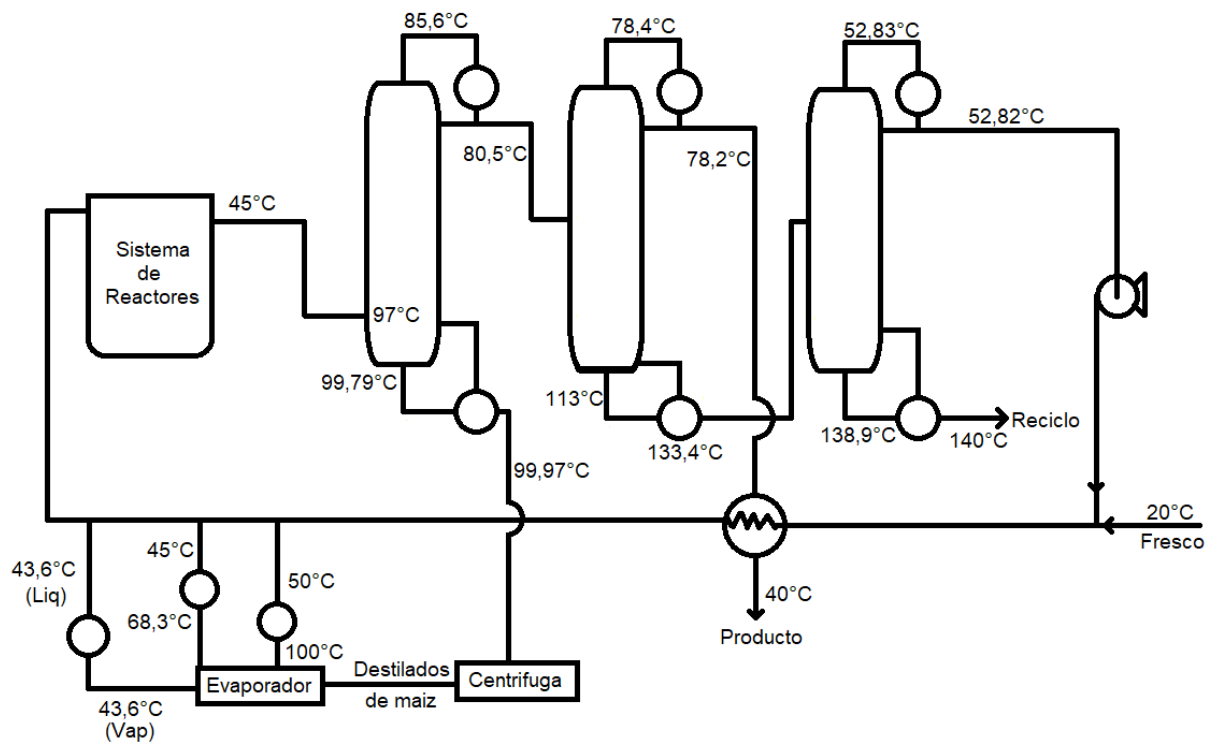 85,6°C
78,4°C
52,83°C
80,5°C
78,2°C
52,82°C
45°C
Sistema
de
Reactores
97°C
99,79°C
113°C
133,4°C
138,9°C
140°C
Reciclo
99,97°C
20°C
Fresco
43,6°C
(Liq)
45°C
68,3°C
50°C
100°C
40°C
Producto
Evaporador
Destilados
de maiz
Centrifuga
43,6°C
(Vap)